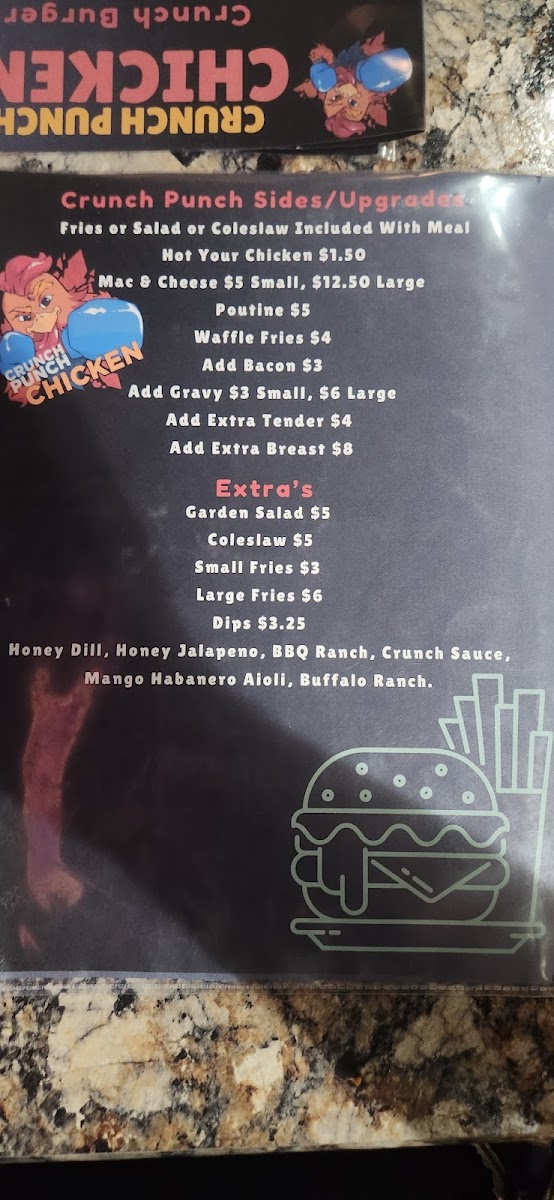 Crunch Burger
CHICKEN
CRUNCH PUNCH
Crunch Punch Sides/Upgrades
Fries or Salad or Coleslaw Included With Meal
Hot Your Chicken $1.50
Mac & Cheese $5 Small, $12.50 Large
Poutine $5
Waffle Fries $4
Add Bacon $3
CRUNCH
PUNCH
CHICKEN
Add Gravy $3 Small, $6 Large
Add Extra Tender $4
Add Extra Breast $8
Extra's
Garden Salad $5
Coleslaw $5
Small Fries $3
Large Fries $6
Dips $3.25
Honey Dill, Honey Jalapeno, BBQ Ranch, Crunch Sauce,
Mango Habanero Aioli, Buffalo Ranch.